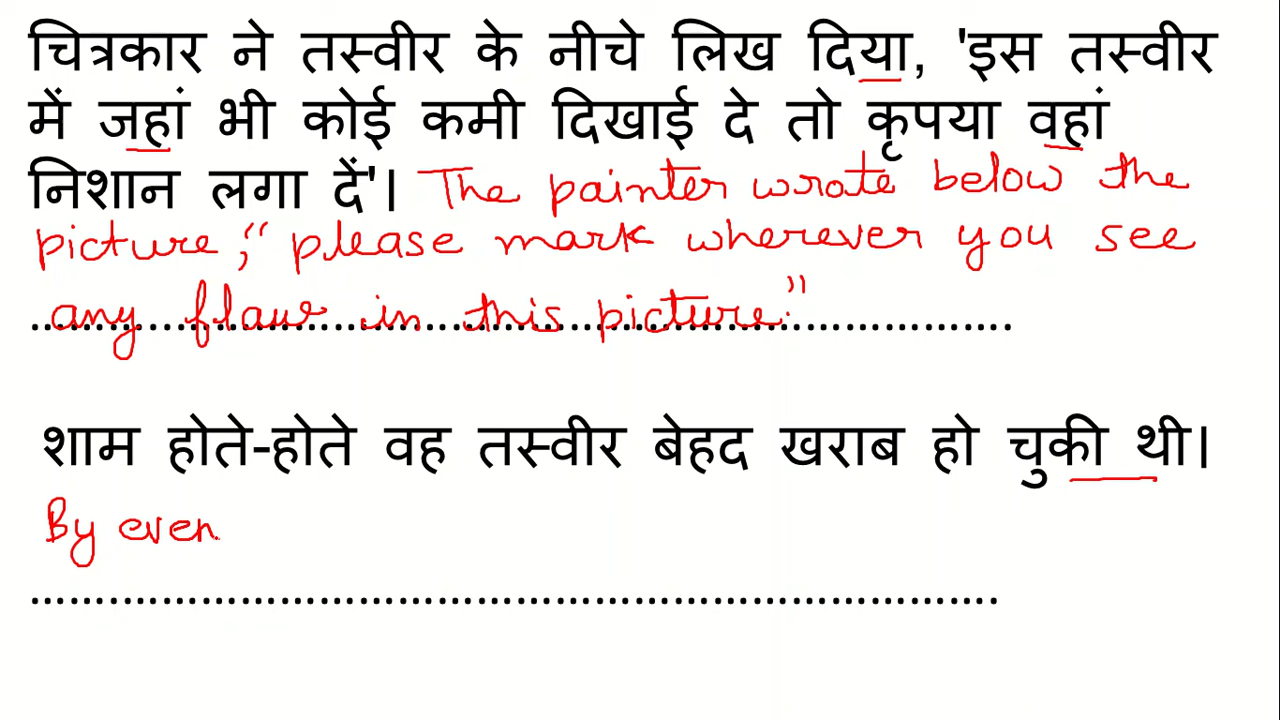 चित्रकार ने तस्वीर के नीचे लिख दिया, 'इस तस्वीर
में जहां भी कोई कमी दिखाई दे तो कृपया वहां
निशान लगा दें'। The painter wrote below the
picture, “please mark wherever you see
any flaw in this picture.”
शाम होते-होते वह तस्वीर बेहद खराब हो चुकी थी।
By even